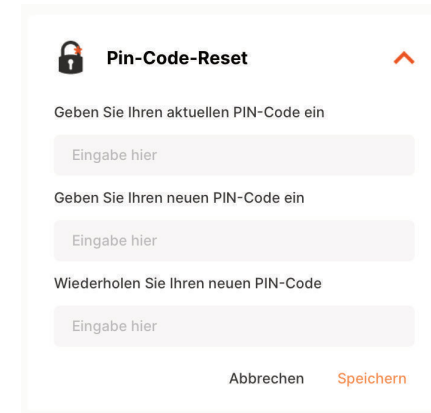 Pin-Code-Reset
Geben Sie Ihren aktuellen PIN-Code ein
Eingabe hier
Geben Sie Ihren neuen PIN-Code ein
Eingabe hier
Wiederholen Sie Ihren neuen PIN-Code
Eingabe hier
Abbrechen Speichern